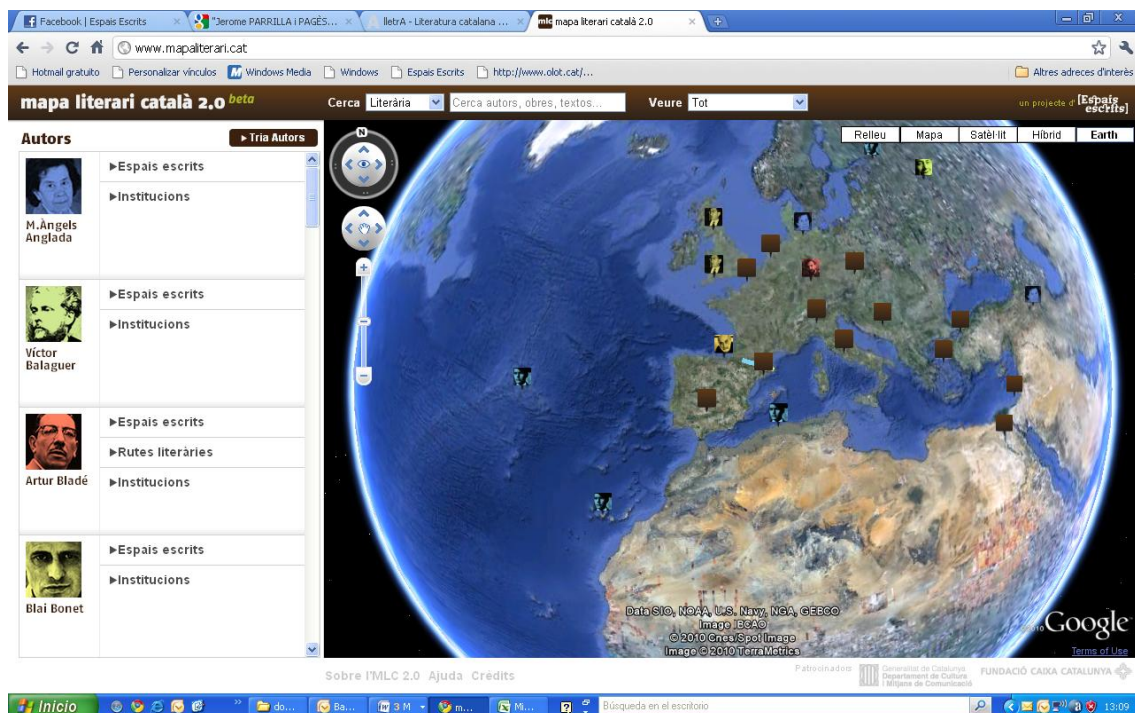 Facebook | Espais Escrits
"Jerome PARRILLA i PAGÈS...
lletrA - Literatura catalana ...
mlc mapa literari català 2.0
www.mapaliterari.cat
Hotmail gratuito
Personalizar vínculos
Windows Media
Windows
Espais Escrits
http://www.olot.cat/...
Altres adreces d'interès
mapa literari català 2.0 beta
Cerca
Literària
Cerca autors, obres, textos...
Veure
Tot
un projecte d'[Espais escrits]
Autors
▸Tria Autors
M.Àngels Anglada
▸Espais escrits
▸Institucions
Víctor Balaguer
▸Espais escrits
▸Institucions
Artur Bladé
▸Espais escrits
▸Rutes literàries
▸Institucions
Blai Bonet
▸Espais escrits
▸Institucions
N
Relleu
Mapa
Satèl·lit
Híbrid
Earth
Data SIO, NOAA, U.S. Navy, NGA, GEBCO
Image IBCAO
© 2010 Cnes/Spot Image
Image © 2010 TerraMetrics
©2010 Google
Terms of Use
Sobre l'MLC 2.0 Ajuda Crèdits
Patrocinadors
Generalitat de Catalunya
Departament de Cultura
i Mitjans de Comunicació
FUNDACIÓ CAIXA CATALUNYA
Inicio
do...
Ba...
3 M
m...
Mi...
Búsqueda en el escritorio
13:09